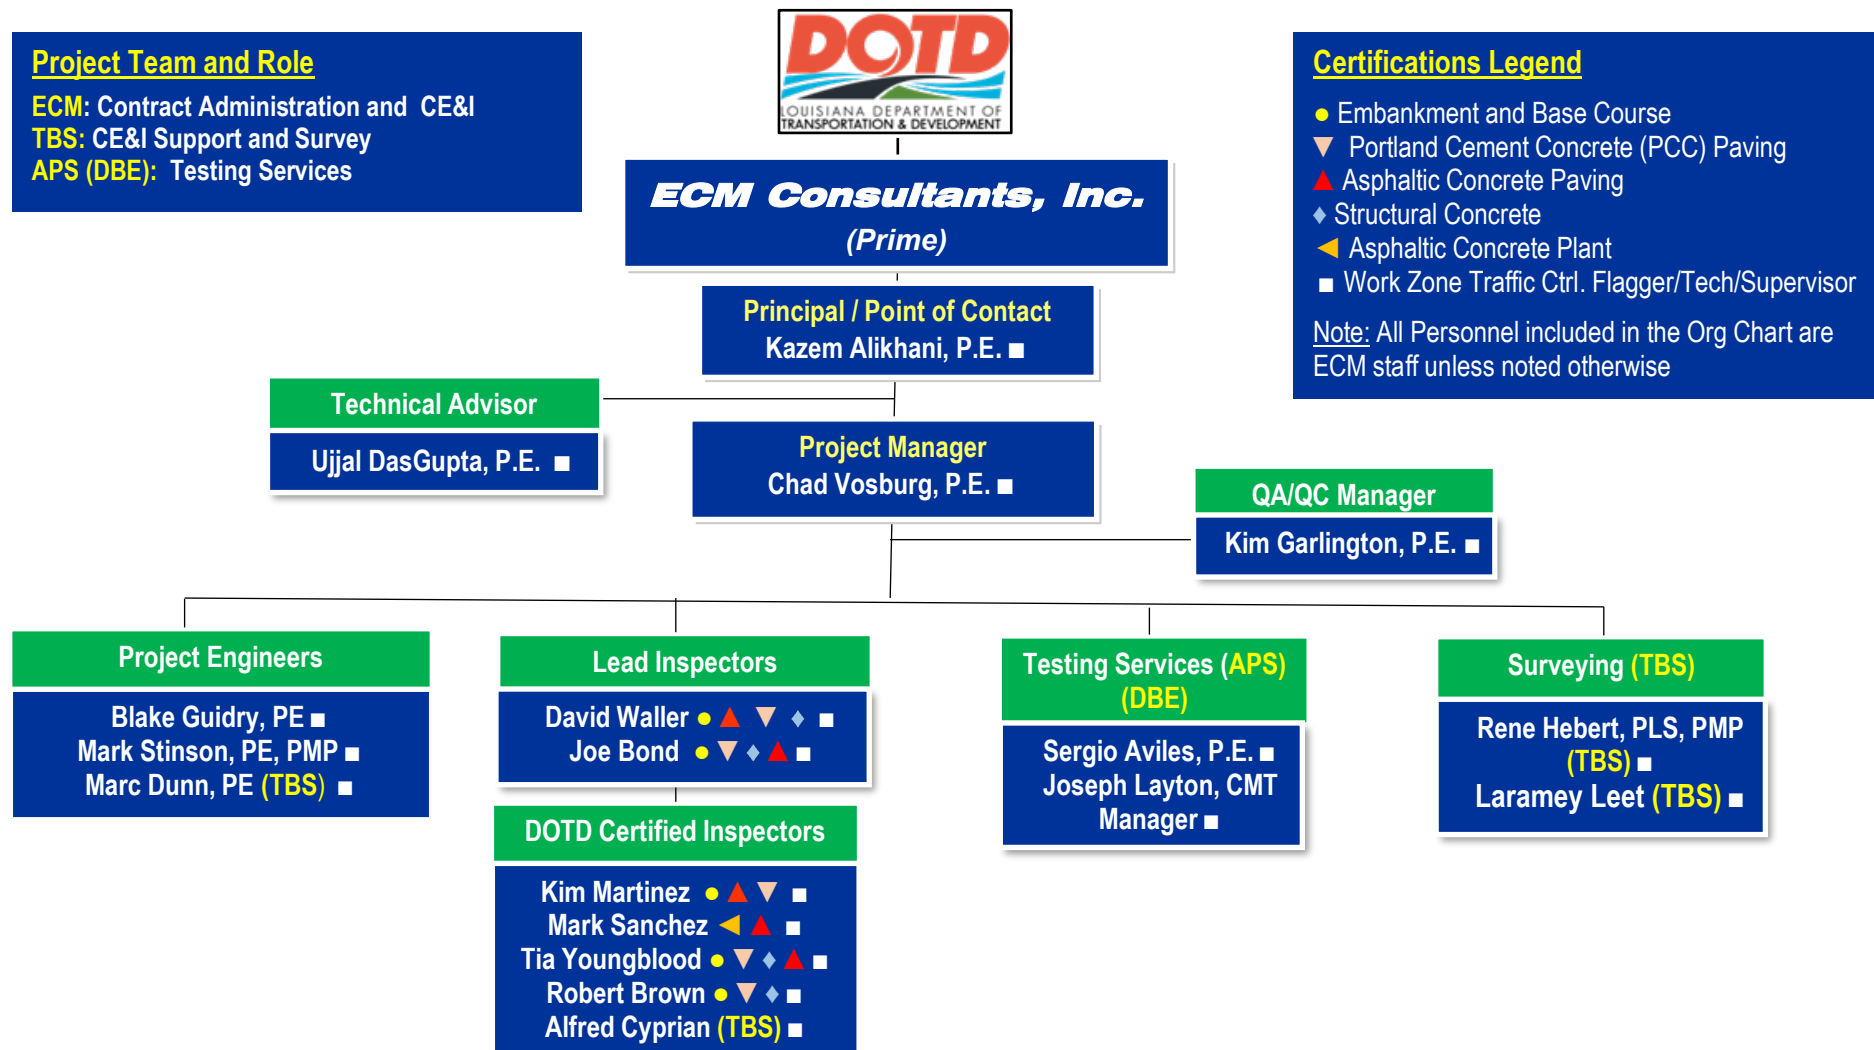 Project Team and Role
ECM: Contract Administration and CE&I
TBS: CE&I Support and Survey
APS (DBE): Testing Services
DOTD
LOUISIANA DEPARTMENT OF
TRANSPORTATION & DEVELOPMENT
ECM Consultants, Inc.
(Prime)
Certifications Legend
● Embankment and Base Course
▼ Portland Cement Concrete (PCC) Paving
▲ Asphaltic Concrete Paving
♦ Structural Concrete
◄ Asphaltic Concrete Plant
■ Work Zone Traffic Ctrl. Flagger/Tech/Supervisor
Note: All Personnel included in the Org Chart are
ECM staff unless noted otherwise
Principal / Point of Contact
Kazem Alikhani, P.E. ■
Technical Advisor
Ujjal DasGupta, P.E. ■
Project Manager
Chad Vosburg, P.E. ■
QA/QC Manager
Kim Garlington, P.E. ■
Project Engineers
Blake Guidry, PE ■
Mark Stinson, PE, PMP ■
Marc Dunn, PE (TBS) ■
Lead Inspectors
David Waller ● ▲ ▼ ♦ ■
Joe Bond ● ▼ ♦ ▲ ■
DOTD Certified Inspectors
Kim Martinez ● ▲ ▼ ■
Mark Sanchez ◄ ▲ ■
Tia Youngblood ● ▼ ♦ ▲ ■
Robert Brown ● ▼ ♦ ■
Alfred Cyprian (TBS) ■
Testing Services (APS)
(DBE)
Sergio Aviles, P.E. ■
Joseph Layton, CMT
Manager ■
Surveying (TBS)
Rene Hebert, PLS, PMP
(TBS) ■
Laramey Leet (TBS) ■